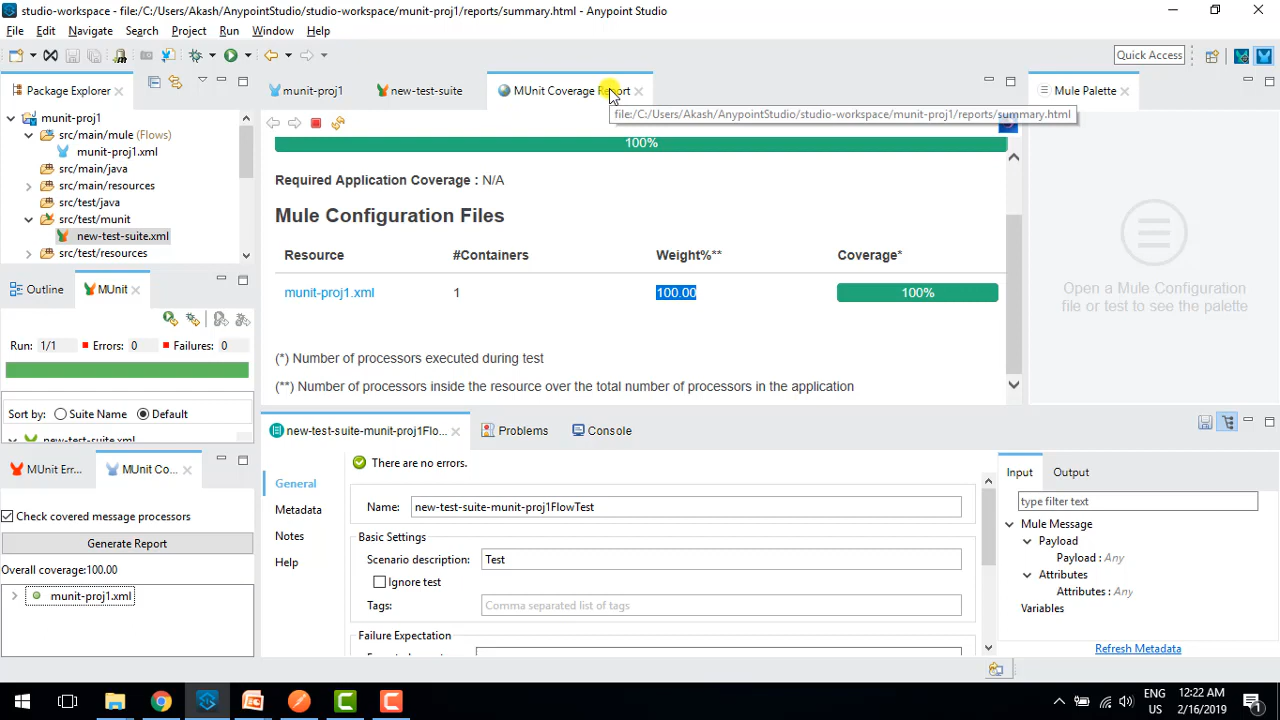 studio-workspace - file:/C:/Users/Akash/AnypointStudio/studio-workspace/munit-proj1/reports/summary.html - Anypoint Studio
File Edit Navigate Search Project Run Window Help
Quick Access
Package Explorer
munit-proj1
new-test-suite
MUnit Coverage Report
Mule Palette
file:/C:/Users/Akash/AnypointStudio/studio-workspace/munit-proj1/reports/summary.html
munit-proj1
src/main/mule (Flows)
munit-proj1.xml
src/main/java
src/main/resources
src/test/java
src/test/munit
new-test-suite.xml
src/test/resources
100%
Required Application Coverage : N/A
Mule Configuration Files
Resource #Containers Weight%** Coverage*
munit-proj1.xml 1 100.00 100%
(*) Number of processors executed during test
(**) Number of processors inside the resource over the total number of processors in the application
Open a Mule Configuration
file or test to see the palette
Outline MUnit
Run: 1/1 Errors: 0 Failures: 0
Sort by: Suite Name Default
new-test-suite.xml
MUnit Err... MUnit Co...
Check covered message processors
Generate Report
Overall coverage:100.00
munit-proj1.xml
new-test-suite-munit-proj1Flo... Problems Console
There are no errors.
General
Metadata
Notes
Help
Name: new-test-suite-munit-proj1FlowTest
Basic Settings
Scenario description: Test
Ignore test
Tags: Comma separated list of tags
Failure Expectation
Input Output
type filter text
Mule Message
Payload
Payload : Any
Attributes
Attributes : Any
Variables
Refresh Metadata
ENG
US
12:22 AM
2/16/2019
1